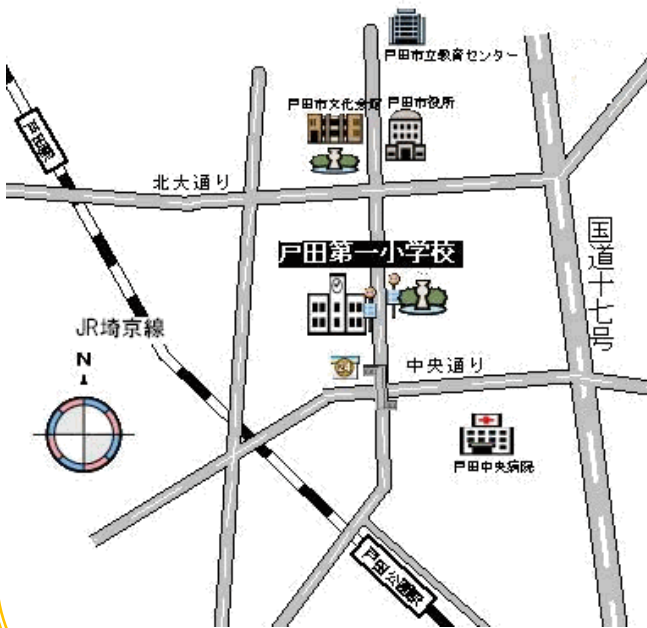 戸田市立教育センター
戸田市文化会館
戸田市役所
戸田駅
北大通り
国道十七号
戸田第一小学校
JR埼京線
N
中央通り
戸田中央病院
戸田公園駅